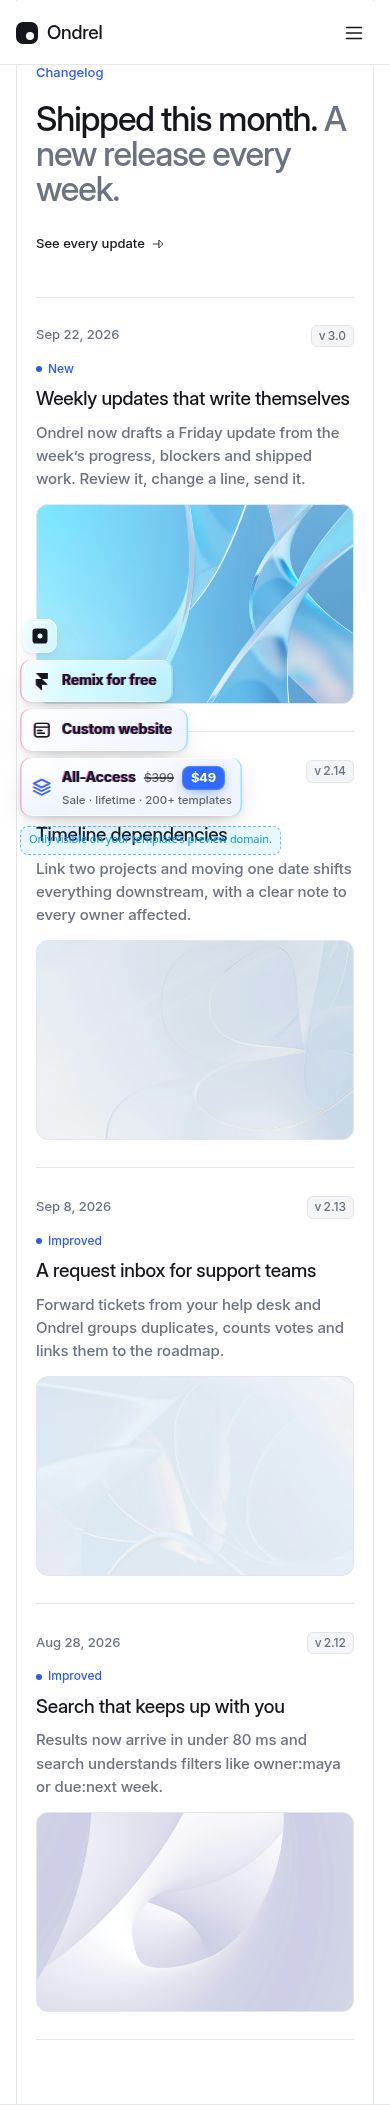 Ondrel
Changelog
Shipped this month. A
new release every
week.
See every update
Sep 22, 2026
v 3.0
New
Weekly updates that write themselves
Ondrel now drafts a Friday update from the
week's progress, blockers and shipped
work. Review it, change a line, send it.
Remix for free
Custom website
All-Access $399 $49
Sale · lifetime · 200+ templates
v 2.14
Timeline dependencies
Only visible on your template's preview domain.
Link two projects and moving one date shifts
everything downstream, with a clear note to
every owner affected.
Sep 8, 2026
v 2.13
Improved
A request inbox for support teams
Forward tickets from your help desk and
Ondrel groups duplicates, counts votes and
links them to the roadmap.
Aug 28, 2026
v 2.12
Improved
Search that keeps up with you
Results now arrive in under 80 ms and
search understands filters like owner:maya
or due:next week.